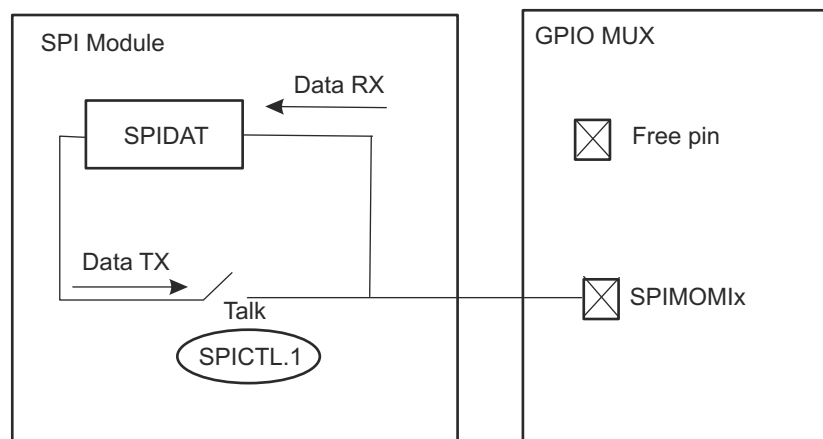 SPI Module
GPIO MUX
Data RX
SPIDAT
Free pin
Data TX
Talk
SPIMOMIx
SPICTL.1